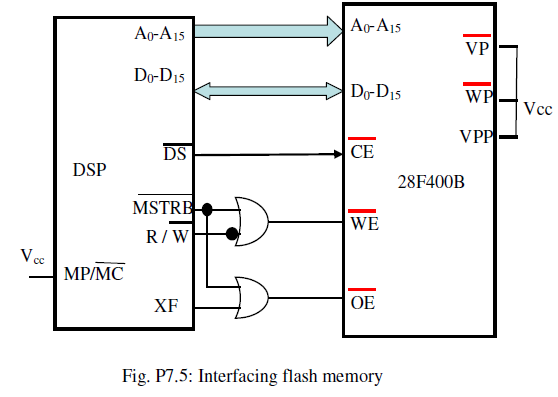 A0-A15
A0-A15
VP
D0-D15
D0-D15
WP
Vcc
VPP
DS
CE
DSP
28F400B
MSTRB
R / W
WE
Vcc
MP/MC
XF
OE
Fig. P7.5: Interfacing flash memory